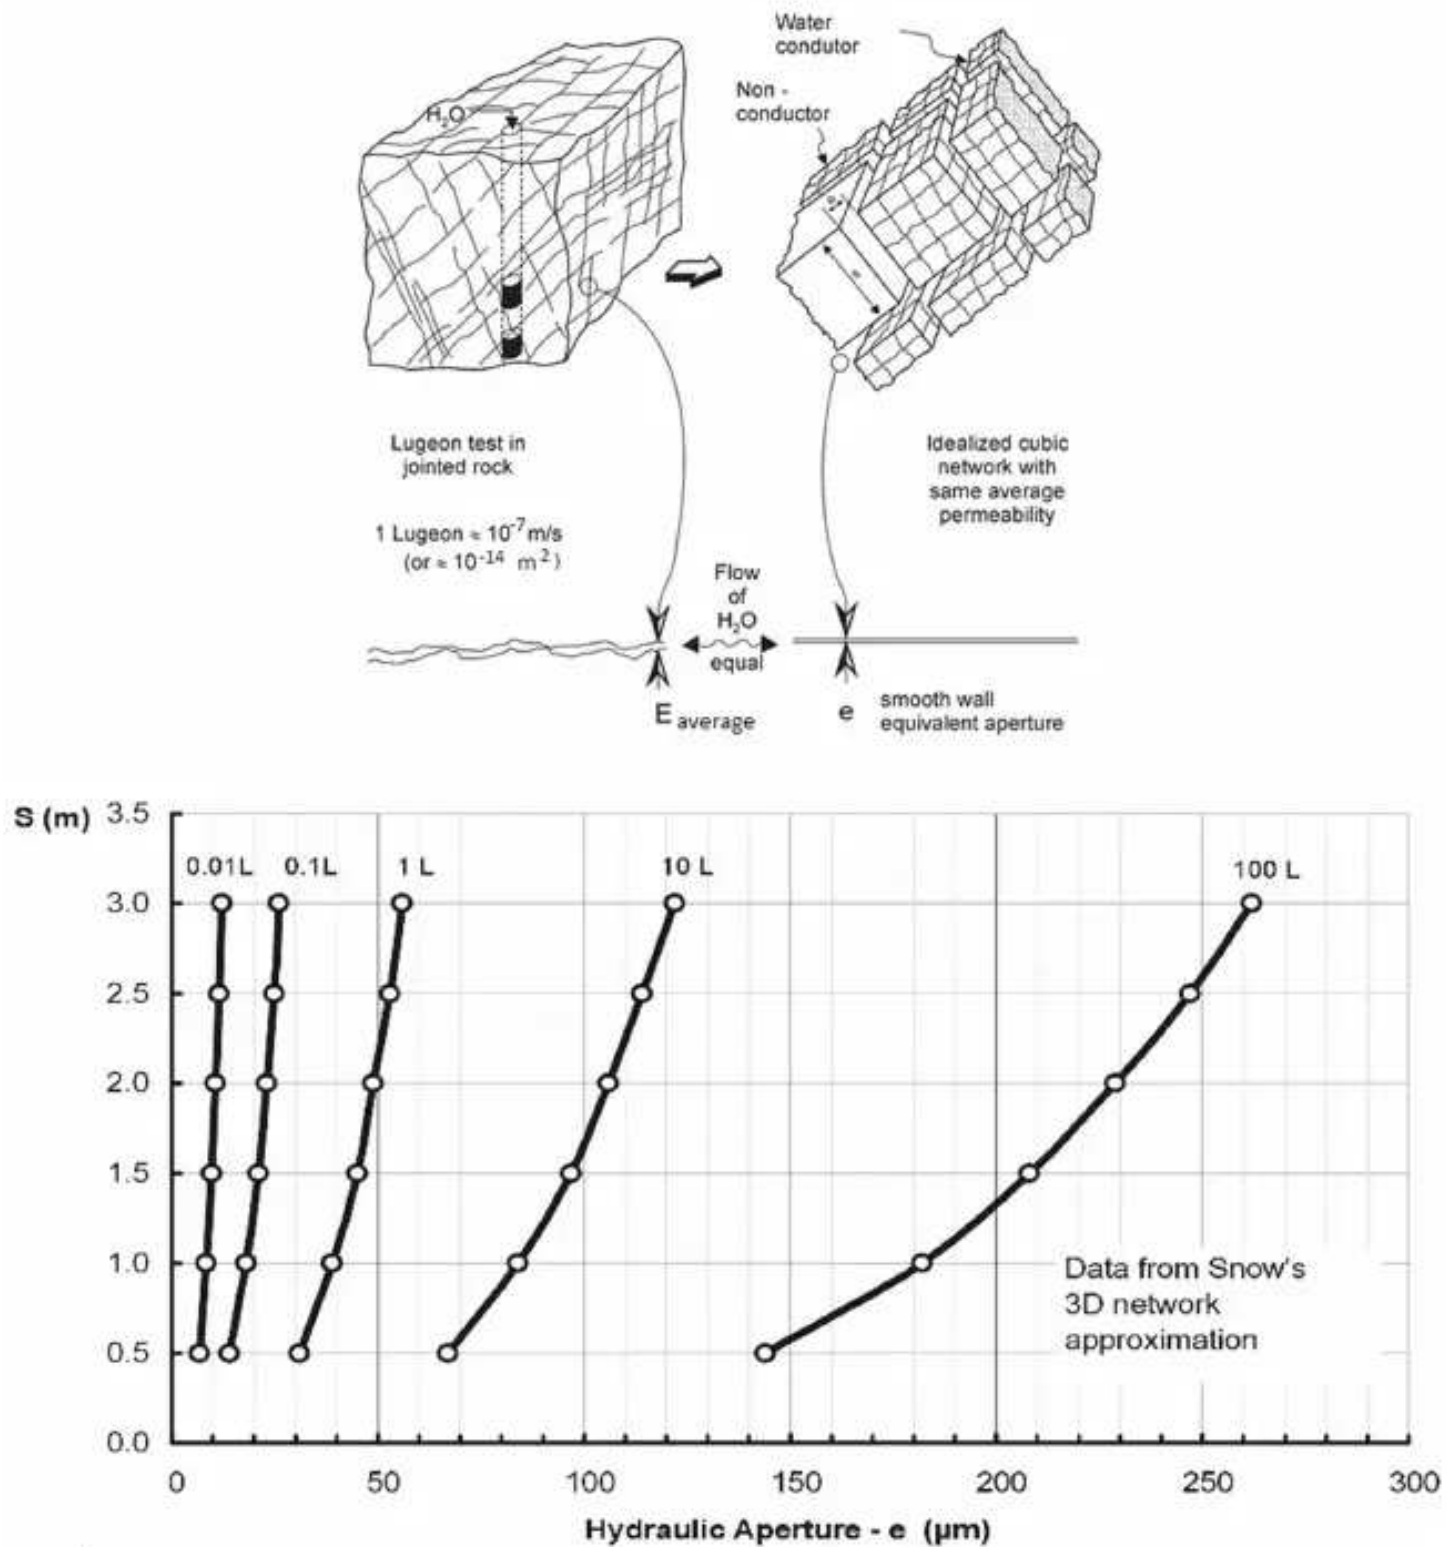 Water
condutor
Non -
conductor
H2O
Lugeon test in
jointed rock
1 Lugeon ≈ 10^-7 m/s
(or ≈ 10^-14 m^2)
Idealized cubic
network with
same average
permeability
Flow
of
H2O
equal
E average
e
smooth wall
equivalent aperture
S (m)
3.5
0.01L 0.1L 1 L 10 L 100 L
3.0
2.5
2.0
1.5
1.0
0.5
0.0
Data from Snow's
3D network
approximation
0 50 100 150 200 250 300
Hydraulic Aperture - e (µm)